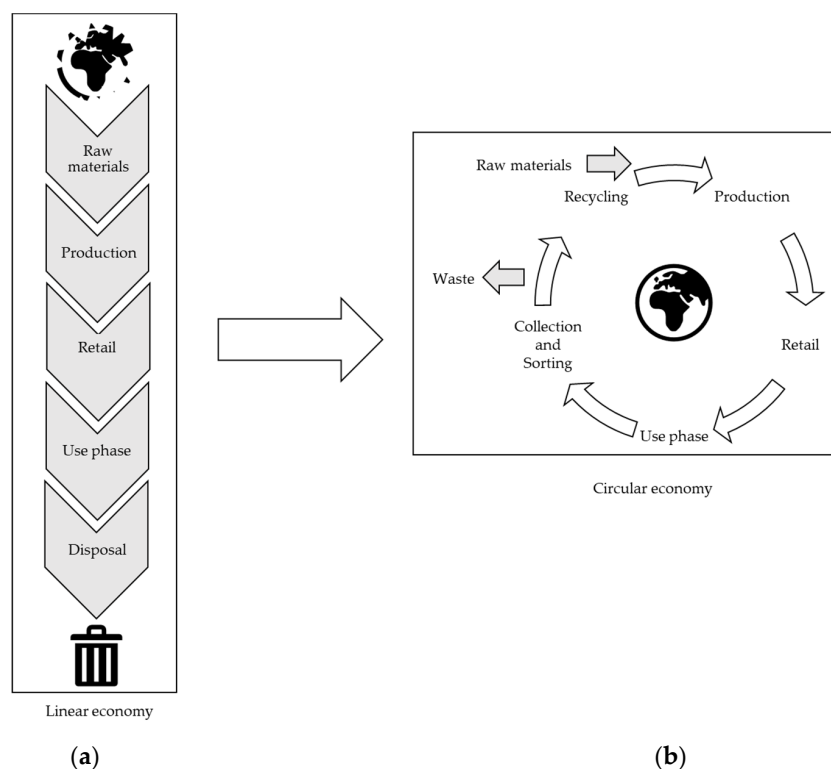 Raw
materials
Production
Retail
Use phase
Disposal
Linear economy
(a)
Raw materials
Recycling
Production
Waste
Collection
and
Sorting
Retail
Use phase
Circular economy
(b)